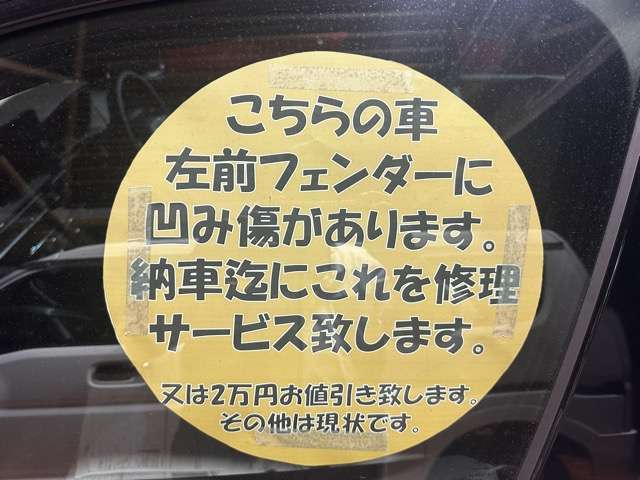 こちらの車
左前フェンダーに
凹み傷があります。
納車迄にこれを修理
サービス致します。
又は2万円お値引き致します。
その他は現状です。